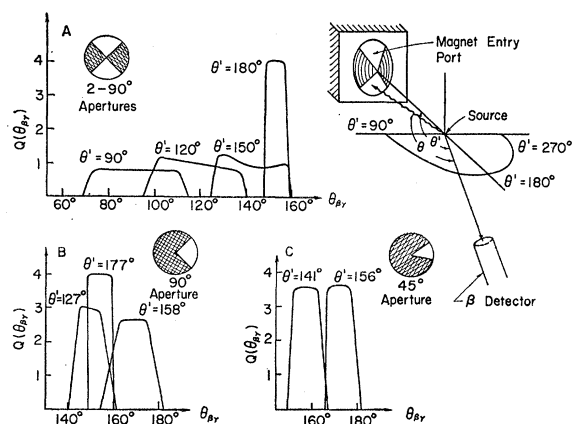 A
2–90°
Apertures
Q(θβγ)
4
3
2
1
θ' = 90°
θ' = 120°
θ' = 150°
θ' = 180°
60°
80°
100°
120°
140°
160°
θβγ
Magnet Entry
Port
Source
θ' = 90°
θ
θ'
θ' = 270°
θ' = 180°
β Detector
B
90°
Aperture
θ' = 177°
θ' = 127°
θ' = 158°
Q(θβγ)
4
3
2
1
140°
160°
180°
θβγ
C
45°
Aperture
θ' = 141°
θ' = 156°
Q(θβγ)
4
3
2
1
160°
180°
θβγ